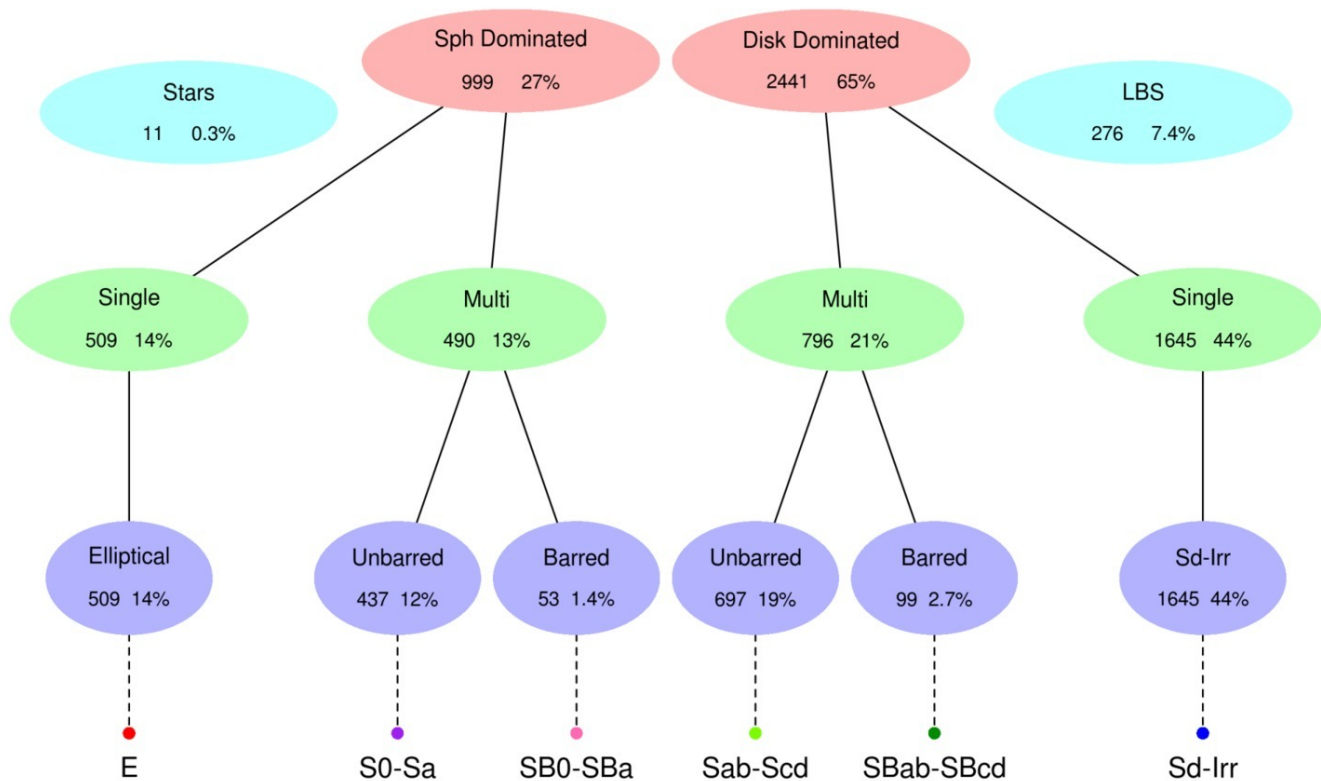 Sph Dominated
999 27%
Disk Dominated
2441 65%
Stars
11 0.3%
LBS
276 7.4%
Single
509 14%
Multi
490 13%
Multi
796 21%
Single
1645 44%
Elliptical
509 14%
Unbarred
437 12%
Barred
53 1.4%
Unbarred
697 19%
Barred
99 2.7%
Sd-Irr
1645 44%
E
S0-Sa
SB0-SBa
Sab-Scd
SBab-SBcd
Sd-Irr